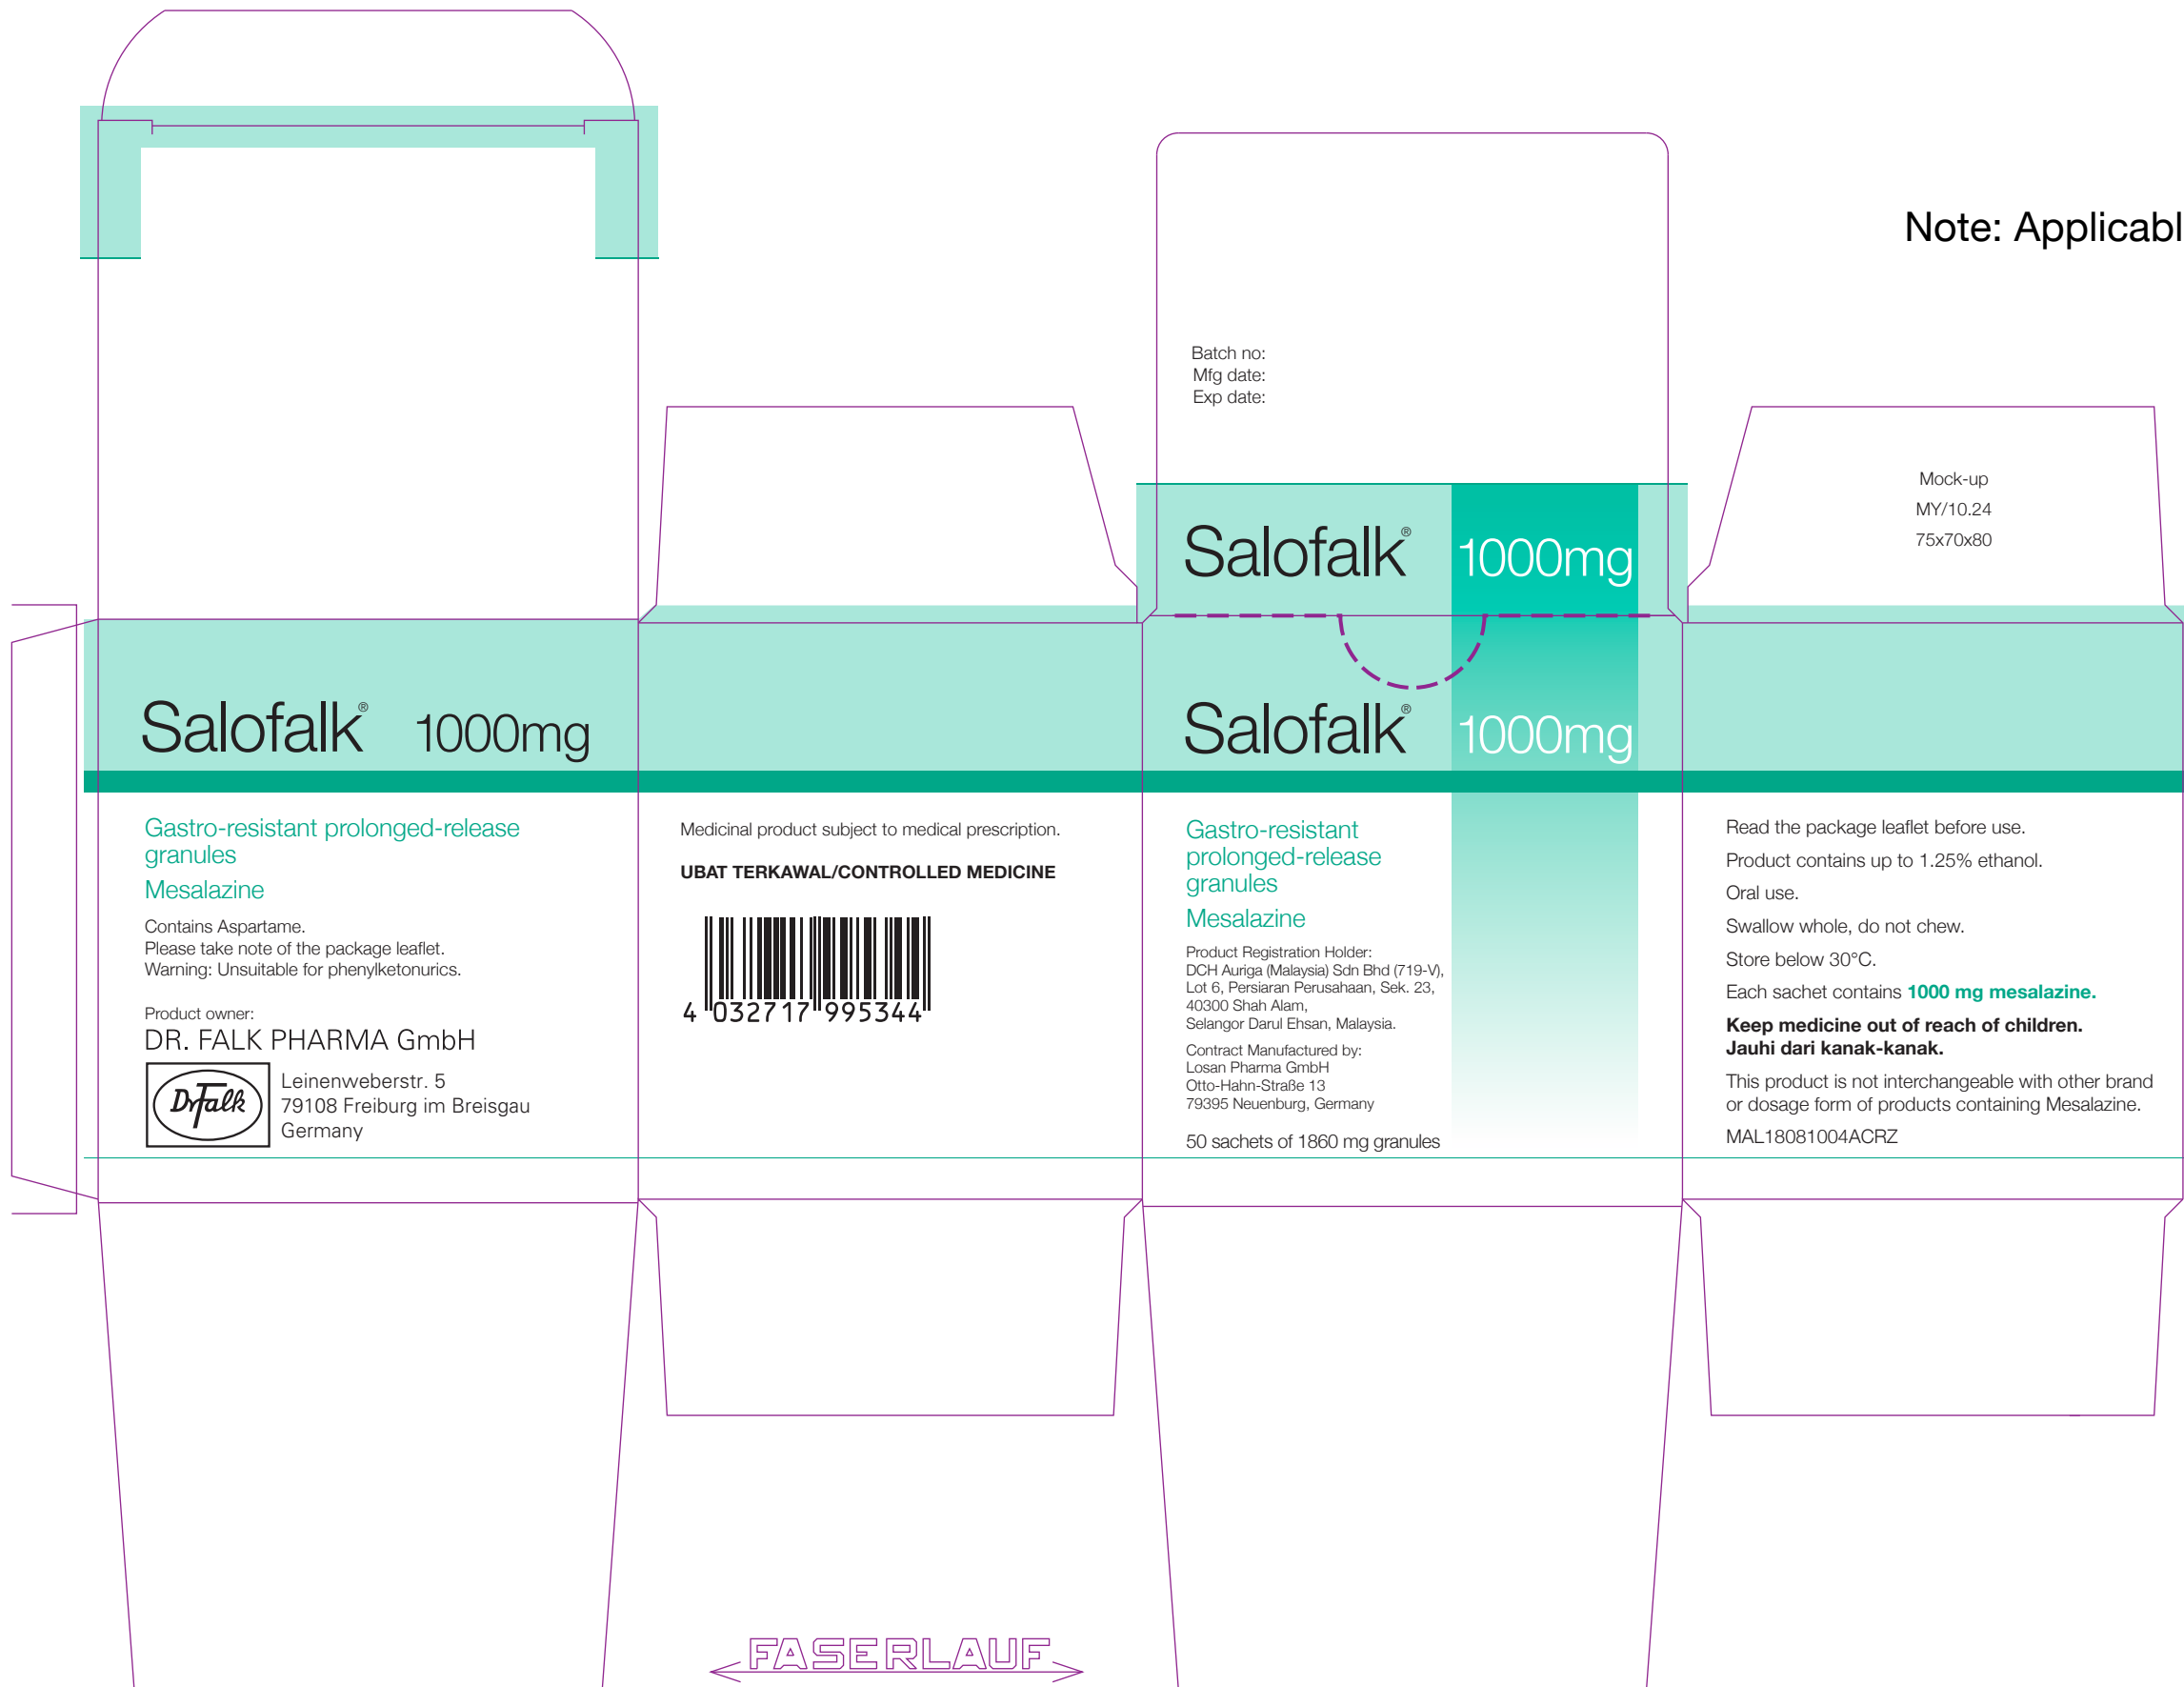 Note: Applicabl
Batch no:
Mfg date:
Exp date:
Mock-up
MY/10.24
75x70x80
Salofalk® 1000mg
Salofalk® 1000mg
Gastro-resistant prolonged-release
granules
Mesalazine
Contains Aspartame.
Please take note of the package leaflet.
Warning: Unsuitable for phenylketonurics.
Product owner:
DR. FALK PHARMA GmbH
Dr Falk
Leinenweberstr. 5
79108 Freiburg im Breisgau
Germany
Medicinal product subject to medical prescription.
UBAT TERKAWAL/CONTROLLED MEDICINE
4 032717 995344
Salofalk® 1000mg
Gastro-resistant
prolonged-release
granules
Mesalazine
Product Registration Holder:
DCH Auriga (Malaysia) Sdn Bhd (719-V),
Lot 6, Persiaran Perusahaan, Sek. 23,
40300 Shah Alam,
Selangor Darul Ehsan, Malaysia.
Contract Manufactured by:
Losan Pharma GmbH
Otto-Hahn-Straße 13
79395 Neuenburg, Germany
50 sachets of 1860 mg granules
Read the package leaflet before use.
Product contains up to 1.25% ethanol.
Oral use.
Swallow whole, do not chew.
Store below 30°C.
Each sachet contains 1000 mg mesalazine.
Keep medicine out of reach of children.
Jauhi dari kanak-kanak.
This product is not interchangeable with other brand
or dosage form of products containing Mesalazine.
MAL18081004ACRZ
FASERLAUF